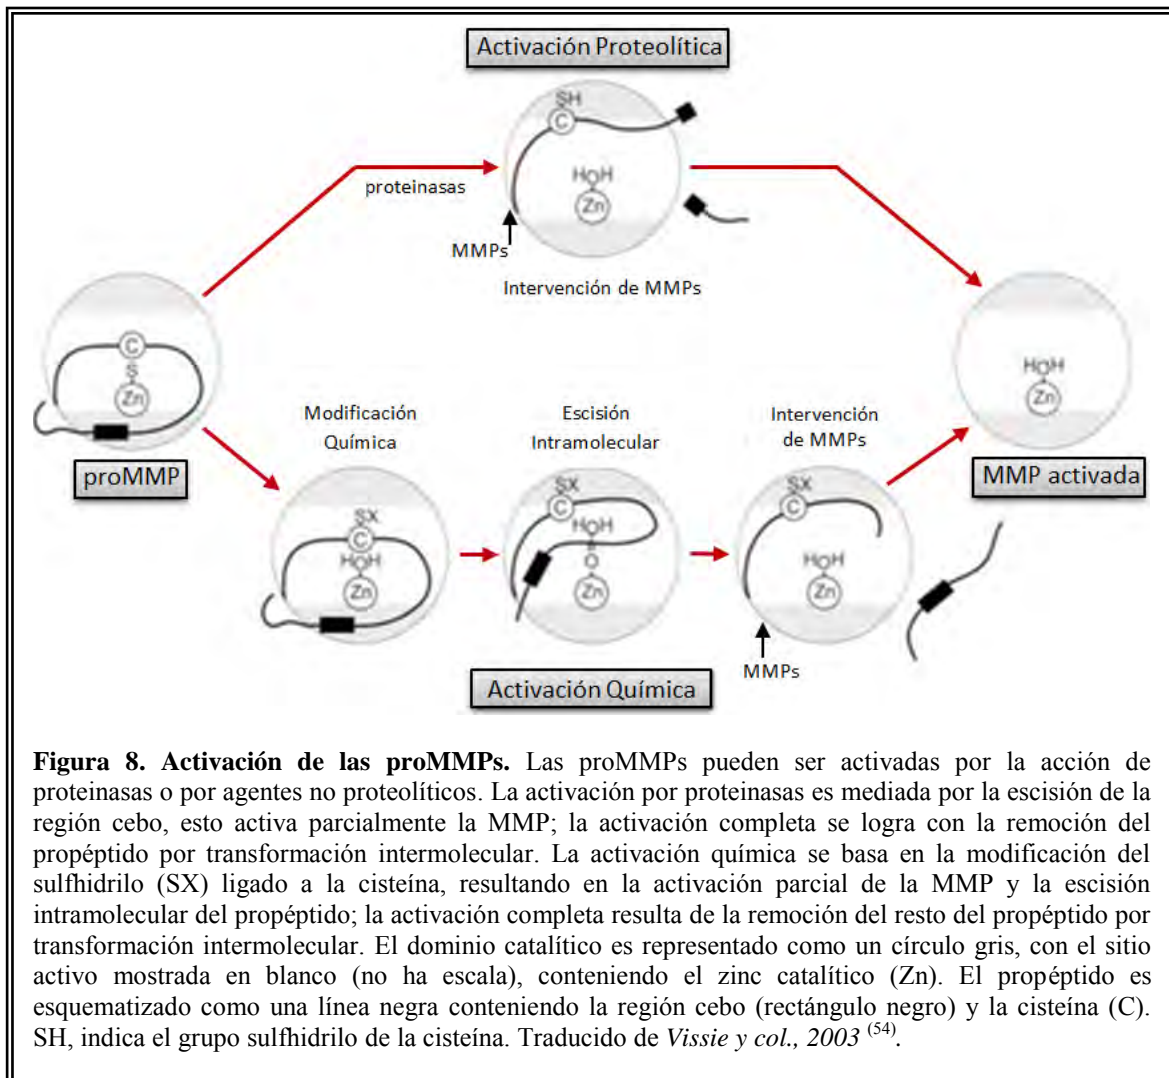 Activación Proteolítica
SH
C
HOH
Zn
proteinasas
MMPs
Intervención de MMPs
C
S
Zn
proMMP
HOH
Zn
MMP activada
Modificación
Química
Escisión
Intramolecular
Intervención
de MMPs
SX
C
HOH
Zn
SX
C
HOH
O
Zn
SX
C
HOH
Zn
MMPs
Activación Química
Figura 8. Activación de las proMMPs. Las proMMPs pueden ser activadas por la acción de
proteinasas o por agentes no proteolíticos. La activación por proteinasas es mediada por la escisión de la
región cebo, esto activa parcialmente la MMP; la activación completa se logra con la remoción del
propéptido por transformación intermolecular. La activación química se basa en la modificación del
sulfhidrilo (SX) ligado a la cisteína, resultando en la activación parcial de la MMP y la escisión
intramolecular del propéptido; la activación completa resulta de la remoción del resto del propéptido por
transformación intermolecular. El dominio catalítico es representado como un círculo gris, con el sitio
activo mostrada en blanco (no ha escala), conteniendo el zinc catalítico (Zn). El propéptido es
esquematizado como una línea negra conteniendo la región cebo (rectángulo negro) y la cisteína (C).
SH, indica el grupo sulfhidrilo de la cisteína. Traducido de Vissie y col., 2003 (54).